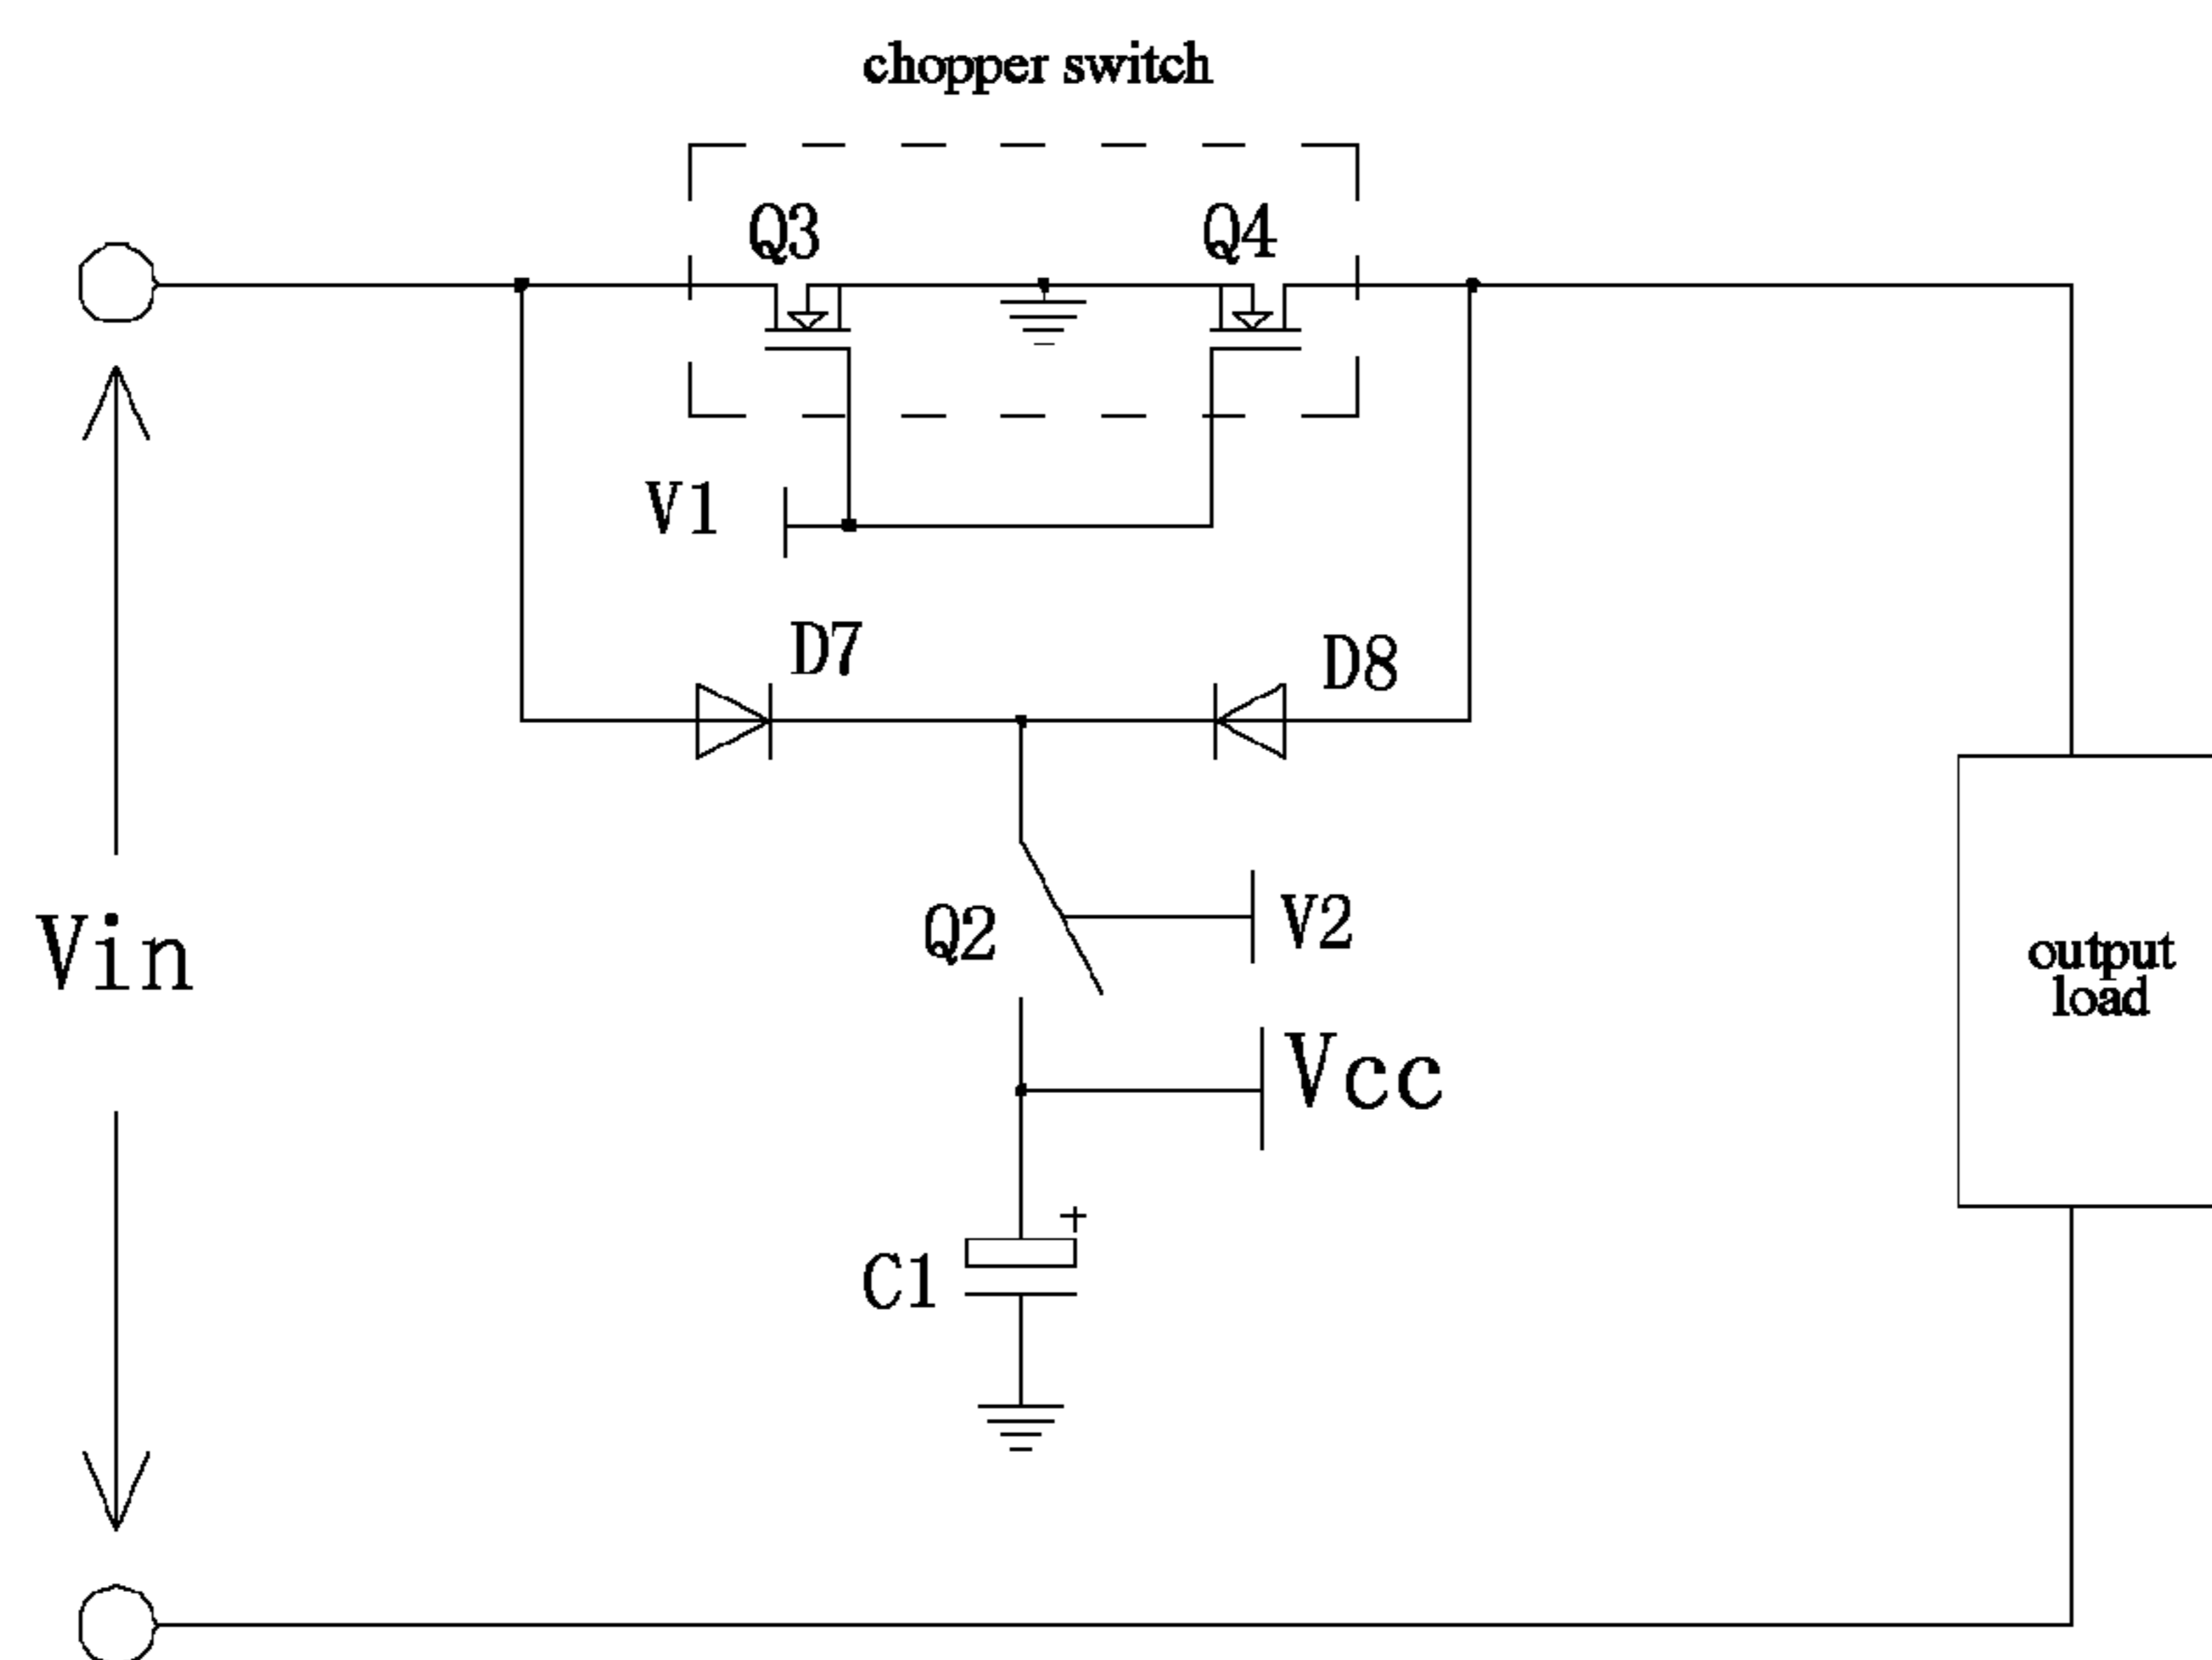 chopper switch
Q3
Q4
V1
D7
D8
Q2
V2
Vin
output
load
Vcc
+
C1